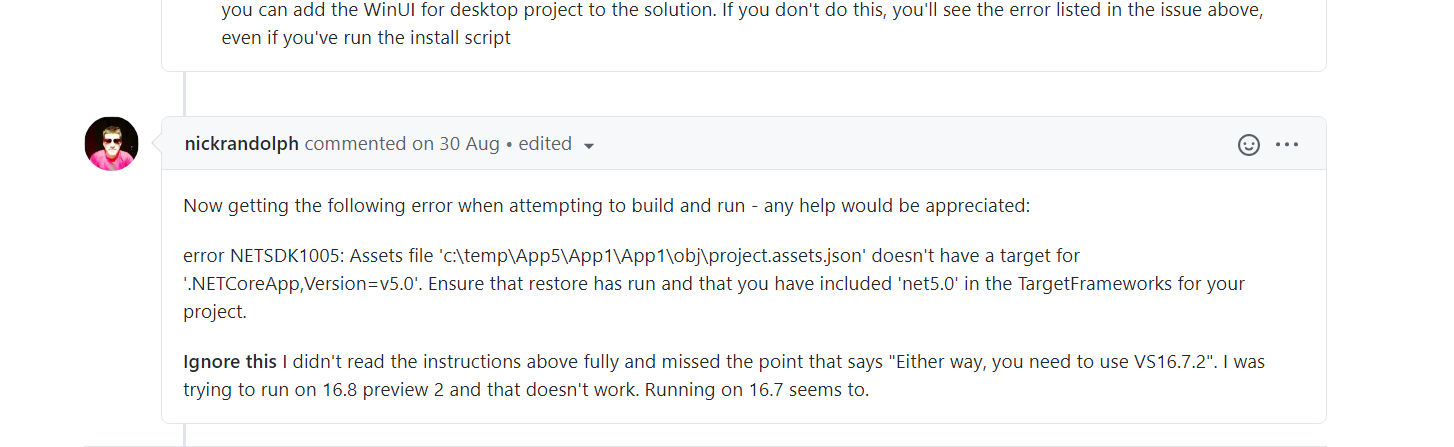 you can add the WinUI for desktop project to the solution. If you don't do this, you'll see the error listed in the issue above,
even if you've run the install script
nickrandolph commented on 30 Aug • edited
Now getting the following error when attempting to build and run - any help would be appreciated:
error NETSDK1005: Assets file 'c:\temp\App5\App1\App1\obj\project.assets.json' doesn't have a target for
'.NETCoreApp,Version=v5.0'. Ensure that restore has run and that you have included 'net5.0' in the TargetFrameworks for your
project.
Ignore this I didn't read the instructions above fully and missed the point that says "Either way, you need to use VS16.7.2". I was
trying to run on 16.8 preview 2 and that doesn't work. Running on 16.7 seems to.